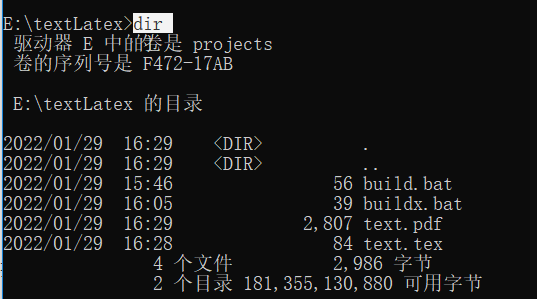 E:\textLatex>dir
驱动器 E 中的卷是 projects
卷的序列号是 F472-17AB
E:\textLatex 的目录
2022/01/29 16:29 <DIR> .
2022/01/29 16:29 <DIR> ..
2022/01/29 15:46 56 build.bat
2022/01/29 16:05 39 buildx.bat
2022/01/29 16:29 2,807 text.pdf
2022/01/29 16:28 84 text.tex
4 个文件 2,986 字节
2 个目录 181,355,130,880 可用字节